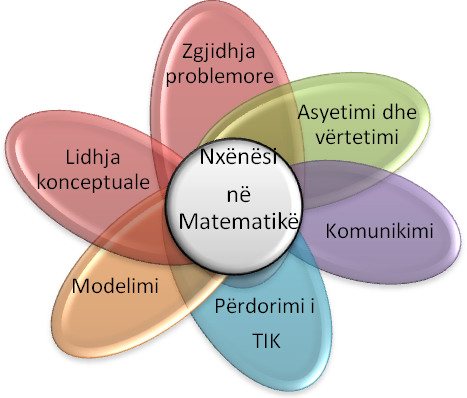 Zgjidhja
problemore
Asyetimi dhe
vërtetimi
Komunikimi
Përdorimi i
TIK
Modelimi
Lidhja
konceptuale
Nxënësi
në
Matematikë